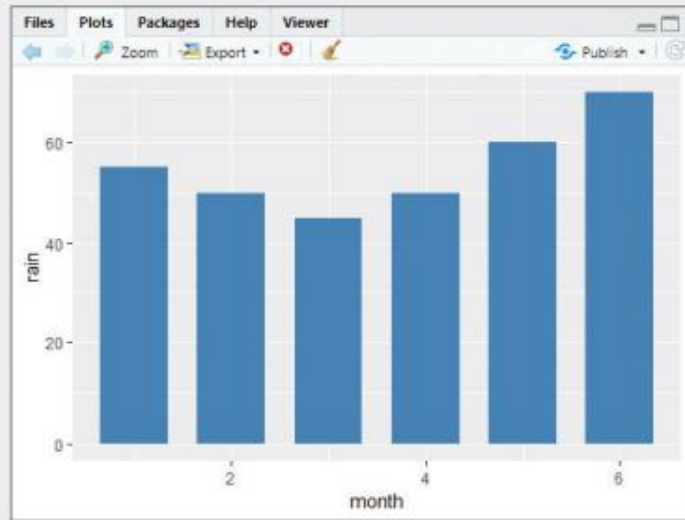 Files Plots Packages Help Viewer
Zoom Export Publish
60
40
20
0
rain
2 4 6
month